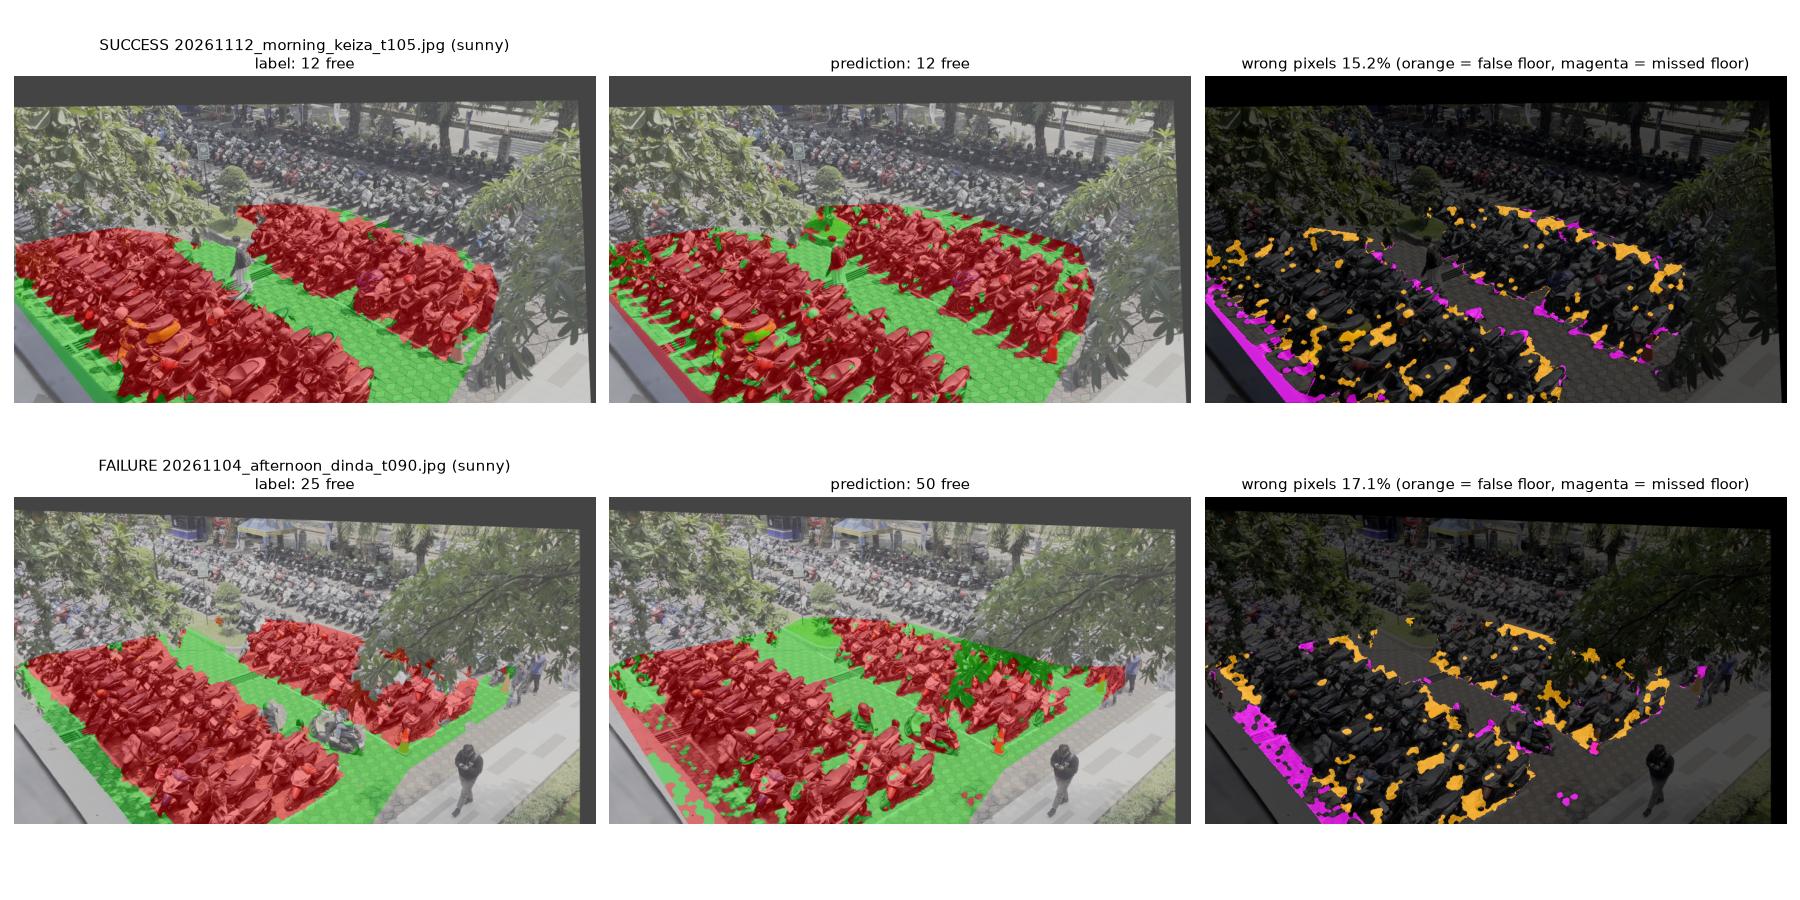 SUCCESS 20261112_morning_keiza_t105.jpg (sunny)
label: 12 free
prediction: 12 free
wrong pixels 15.2% (orange = false floor, magenta = missed floor)
FAILURE 20261104_afternoon_dinda_t090.jpg (sunny)
label: 25 free
prediction: 50 free
wrong pixels 17.1% (orange = false floor, magenta = missed floor)